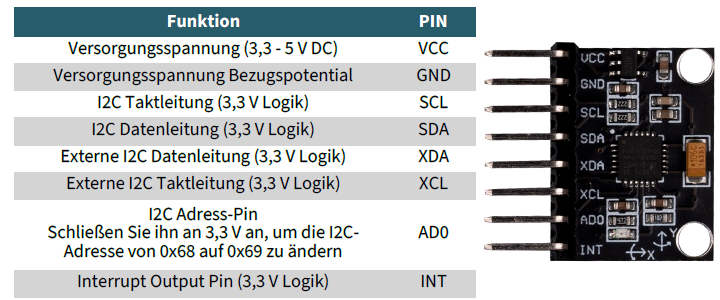 Funktion PIN
Versorgungsspannung (3,3 - 5 V DC) VCC
Versorgungsspannung Bezugspotential GND
I2C Taktleitung (3,3 V Logik) SCL
I2C Datenleitung (3,3 V Logik) SDA
Externe I2C Datenleitung (3,3 V Logik) XDA
Externe I2C Taktleitung (3,3 V Logik) XCL
I2C Adress-Pin
Schließen Sie ihn an 3,3 V an, um die I2C- AD0
Adresse von 0x68 auf 0x69 zu ändern
Interrupt Output Pin (3,3 V Logik) INT
VCC
GND
SCL
SDA
XDA
XCL
AD0
INT
X
Y